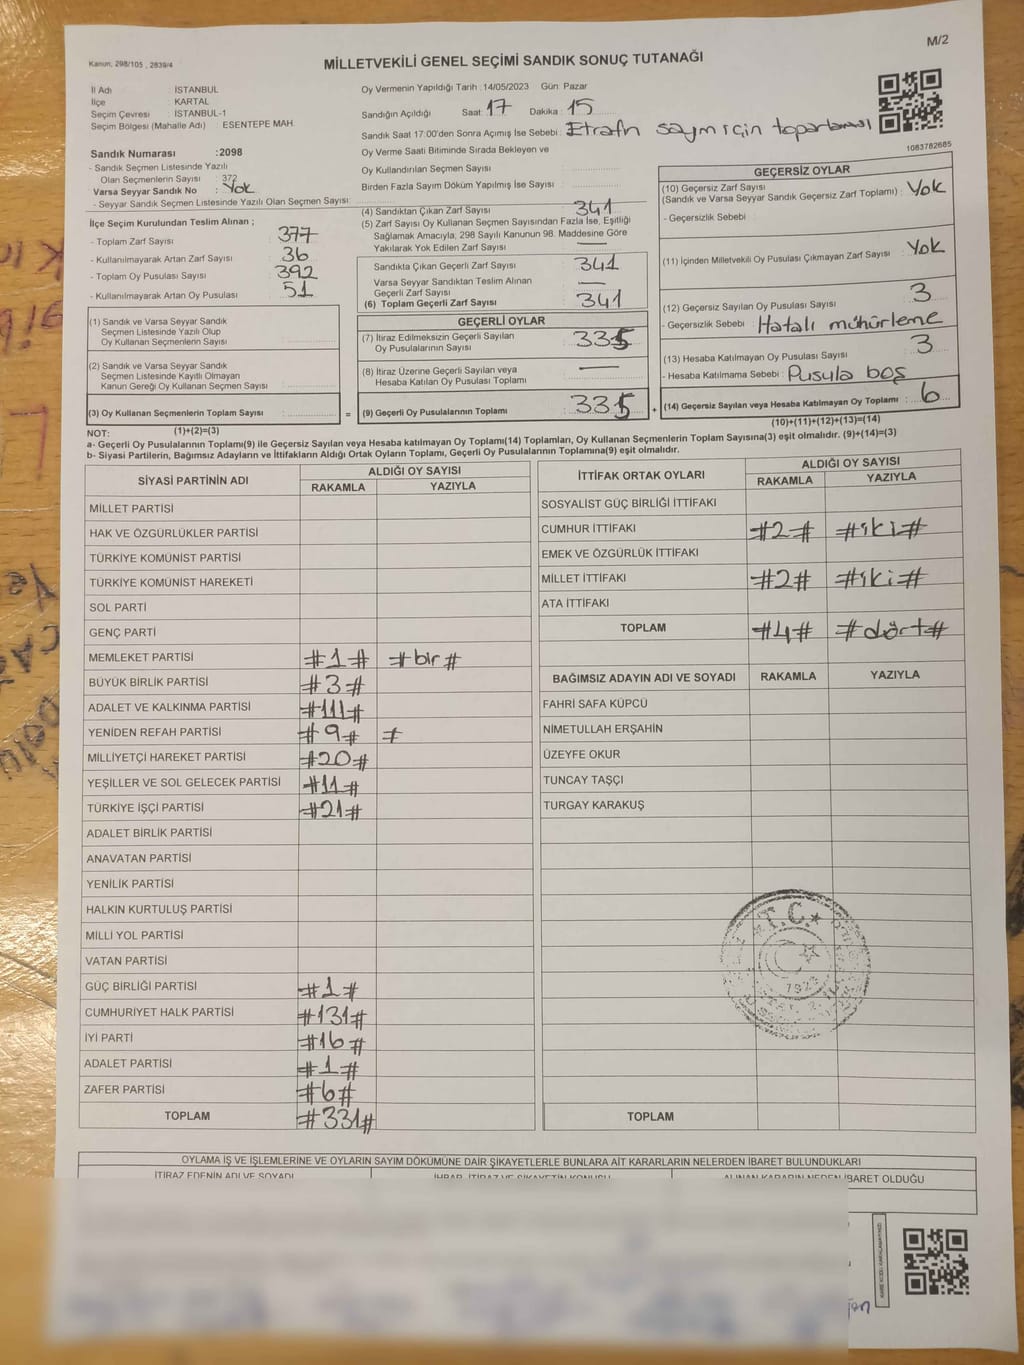 M/2
Kanun, 298/105 , 2839/4
MİLLETVEKİLİ GENEL SEÇİMİ SANDIK SONUÇ TUTANAĞI
İl Adı : İSTANBUL
İlçe : KARTAL
Seçim Çevresi : İSTANBUL-1
Seçim Bölgesi (Mahalle Adı) : ESENTEPE MAH.
Oy Vermenin Yapıldığı Tarih :14/05/2023 Gün: Pazar
Sandığın Açıldığı Saat: 17 Dakika : 15
Sandık Saat 17:00'den Sonra Açılmış İse Sebebi : Etrafın sayım için toparlaması
1083782685
Sandık Numarası :2098
- Sandık Seçmen Listesinde Yazılı
Olan Seçmenlerin Sayısı : 372
Varsa Seyyar Sandık No : Yok
- Seyyar Sandık Seçmen Listesinde Yazılı Olan Seçmen Sayısı:
Oy Verme Saati Bitiminde Sırada Bekleyen ve
Oy Kullandırılan Seçmen Sayısı
Birden Fazla Sayım Döküm Yapılmış İse Sayısı
İlçe Seçim Kurulundan Teslim Alınan ;
- Toplam Zarf Sayısı : 377
- Kullanılmayarak Artan Zarf Sayısı : 36
- Toplam Oy Pusulası Sayısı : 392
- Kullanılmayarak Artan Oy Pusulası : 51
(1) Sandık ve Varsa Seyyar Sandık
Seçmen Listesinde Yazılı Olup
Oy Kullanan Seçmenlerin Sayısı :
(2) Sandık ve Varsa Seyyar Sandık
Seçmen Listesinde Kayıtlı Olmayan
Kanun Gereği Oy Kullanan Seçmen Sayısı :
(3) Oy Kullanan Seçmenlerin Toplam Sayısı :
(1)+(2)=(3)
(4) Sandıktan Çıkan Zarf Sayısı : 341
(5) Zarf Sayısı Oy Kullanan Seçmen Sayısından Fazla İse, Eşitliği
Sağlamak Amacıyla, 298 Sayılı Kanunun 98. Maddesine Göre
Yakılarak Yok Edilen Zarf Sayısı : —
Sandıkta Çıkan Geçerli Zarf Sayısı : 341
Varsa Seyyar Sandıktan Teslim Alınan
Geçerli Zarf Sayısı : —
(6) Toplam Geçerli Zarf Sayısı : 341
GEÇERLİ OYLAR
(7) İtiraz Edilmeksizin Geçerli Sayılan
Oy Pusulalarının Sayısı : 335
(8) İtiraz Üzerine Geçerli Sayılan veya
Hesaba Katılan Oy Pusulası Toplamı : —
= (9) Geçerli Oy Pusulalarının Toplamı : 335 +
GEÇERSİZ OYLAR
(10) Geçersiz Zarf Sayısı
(Sandık ve Varsa Seyyar Sandık Geçersiz Zarf Toplamı) : Yok
- Geçersizlik Sebebi :
(11) İçinden Milletvekili Oy Pusulası Çıkmayan Zarf Sayısı : Yok
(12) Geçersiz Sayılan Oy Pusulası Sayısı : 3
- Geçersizlik Sebebi : Hatalı mühürleme
(13) Hesaba Katılmayan Oy Pusulası Sayısı : 3
- Hesaba Katılmama Sebebi : Pusula boş
(14) Geçersiz Sayılan veya Hesaba Katılmayan Oy Toplamı : 6
(10)+(11)+(12)+(13)=(14)
NOT:
a- Geçerli Oy Pusulalarının Toplamı(9) ile Geçersiz Sayılan veya Hesaba katılmayan Oy Toplamı(14) Toplamları, Oy Kullanan Seçmenlerin Toplam Sayısına(3) eşit olmalıdır. (9)+(14)=(3)
b- Siyasi Partilerin, Bağımsız Adayların ve İttifakların Aldığı Ortak Oyların Toplamı, Geçerli Oy Pusulalarının Toplamına(9) eşit olmalıdır.
SİYASİ PARTİNİN ADI ALDIĞI OY SAYISI
RAKAMLA YAZIYLA
MİLLET PARTİSİ
HAK VE ÖZGÜRLÜKLER PARTİSİ
TÜRKİYE KOMÜNİST PARTİSİ
TÜRKİYE KOMÜNİST HAREKETİ
SOL PARTİ
GENÇ PARTİ
MEMLEKET PARTİSİ #1# #bir#
BÜYÜK BİRLİK PARTİSİ #3#
ADALET VE KALKINMA PARTİSİ #111#
YENİDEN REFAH PARTİSİ #9# #
MİLLİYETÇİ HAREKET PARTİSİ #20#
YEŞİLLER VE SOL GELECEK PARTİSİ #11#
TÜRKİYE İŞÇİ PARTİSİ #21#
ADALET BİRLİK PARTİSİ
ANAVATAN PARTİSİ
YENİLİK PARTİSİ
HALKIN KURTULUŞ PARTİSİ
MİLLİ YOL PARTİSİ
VATAN PARTİSİ
GÜÇ BİRLİĞİ PARTİSİ #1#
CUMHURİYET HALK PARTİSİ #131#
İYİ PARTİ #16#
ADALET PARTİSİ #1#
ZAFER PARTİSİ #6#
TOPLAM #331#
İTTİFAK ORTAK OYLARI ALDIĞI OY SAYISI
RAKAMLA YAZIYLA
SOSYALİST GÜÇ BİRLİĞİ İTTİFAKI
CUMHUR İTTİFAKI #2# #iki#
EMEK VE ÖZGÜRLÜK İTTİFAKI
MİLLET İTTİFAKI #2# #iki#
ATA İTTİFAKI
TOPLAM #4# #dört#
BAĞIMSIZ ADAYIN ADI VE SOYADI RAKAMLA YAZIYLA
FAHRİ SAFA KÜPCÜ
NİMETULLAH ERŞAHİN
ÜZEYFE OKUR
TUNCAY TAŞÇI
TURGAY KARAKUŞ
T.C.
1923
TOPLAM
OYLAMA İŞ VE İŞLEMLERİNE VE OYLARIN SAYIM DÖKÜMÜNE DAİR ŞİKAYETLERLE BUNLARA AİT KARARLARIN NELERDEN İBARET BULUNDUKLARI
İTİRAZ EDENİN ADI VE SOYADI İHBAR, İTİRAZ VE ŞİKAYETİN KONUSU ALINAN KARARIN NEDEN İBARET OLDUĞU